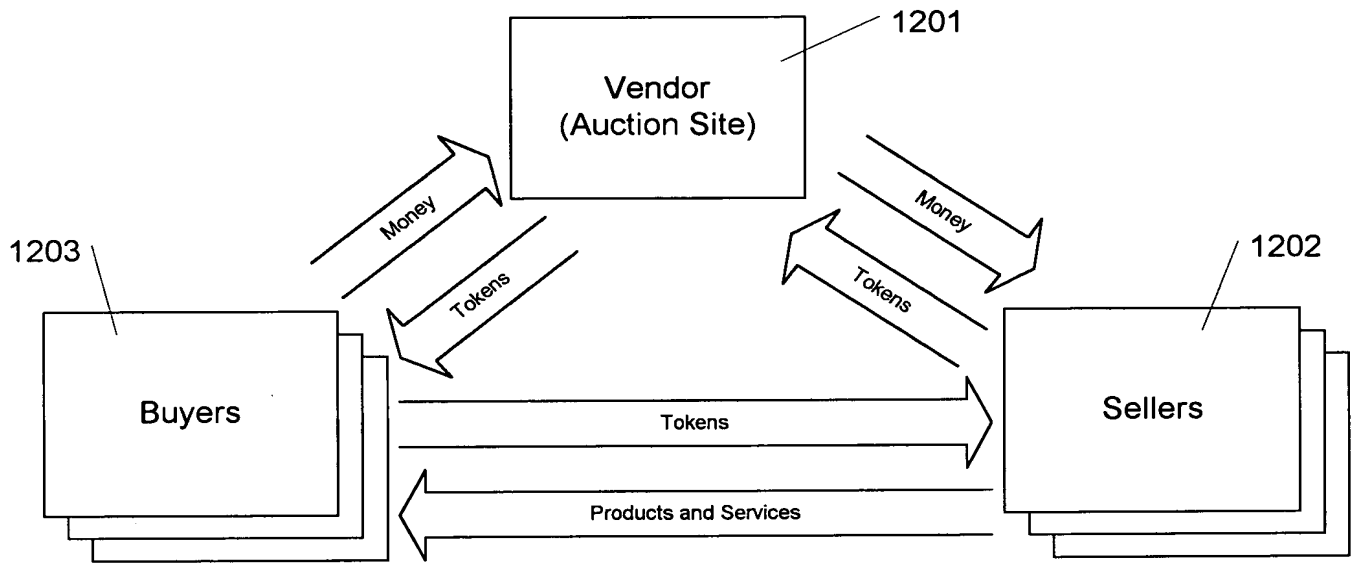 1201
Vendor
(Auction Site)
Money
Money
1203
Tokens
Tokens
1202
Buyers
Tokens
Sellers
Products and Services